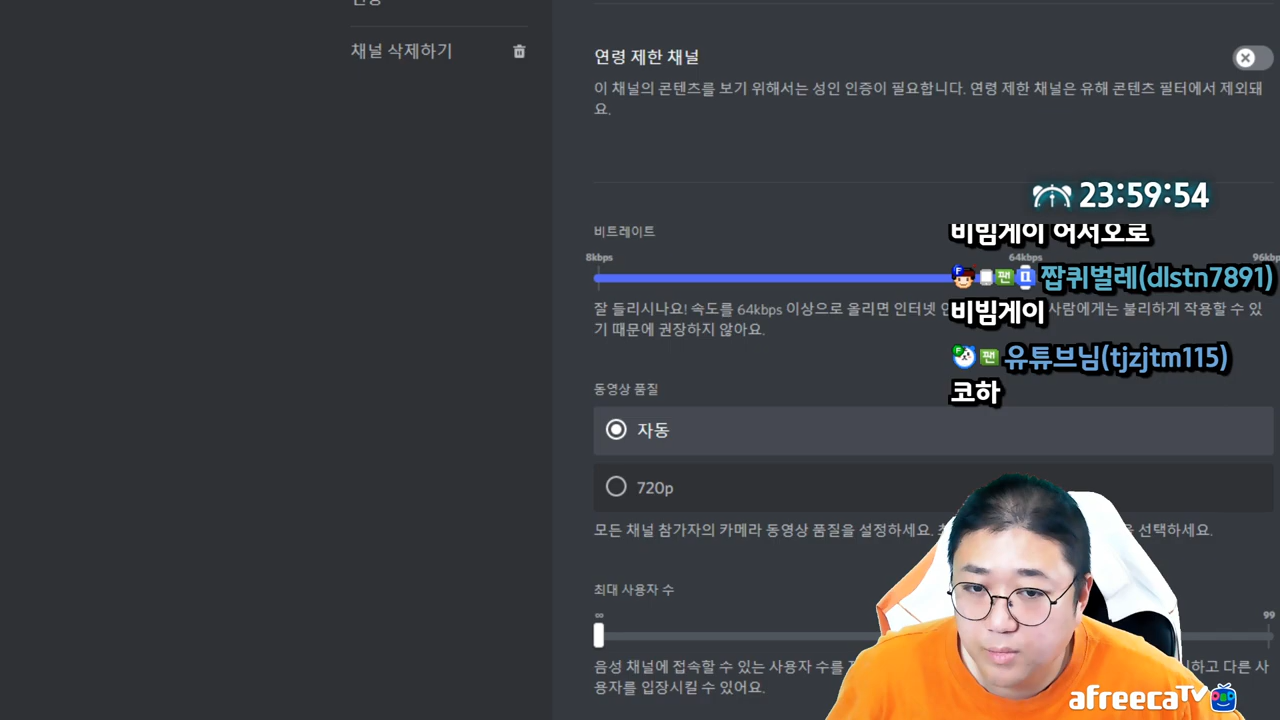 채널 삭제하기
연령 제한 채널
이 채널의 콘텐츠를 보기 위해서는 성인 인증이 필요합니다. 연령 제한 채널은 유해 콘텐츠 필터에서 제외돼
요.
23:59:54
비빔게이 어서오로
비트레이트
8kbps
64kbps
짭퀴벌레(dlstn7891)
잘 들리시나요! 속도를 64kbps 이상으로 올리면 인터넷
사람에게는 불리하게 작용할 수 있
비빔게이
기 때문에 권장하지 않아요.
팬
유튜브님(tjzjtm115)
코하
동영상 품질
자동
720p
모든 채널 참가자의 카메라 동영상 품질을 설정하세요.
선택하세요.
최대 사용자 수
∞
99
음성 채널에 접속할 수 있는 사용자 수를
하고 다른 사
용자를 입장시킬 수 있어요.
afreecaTV